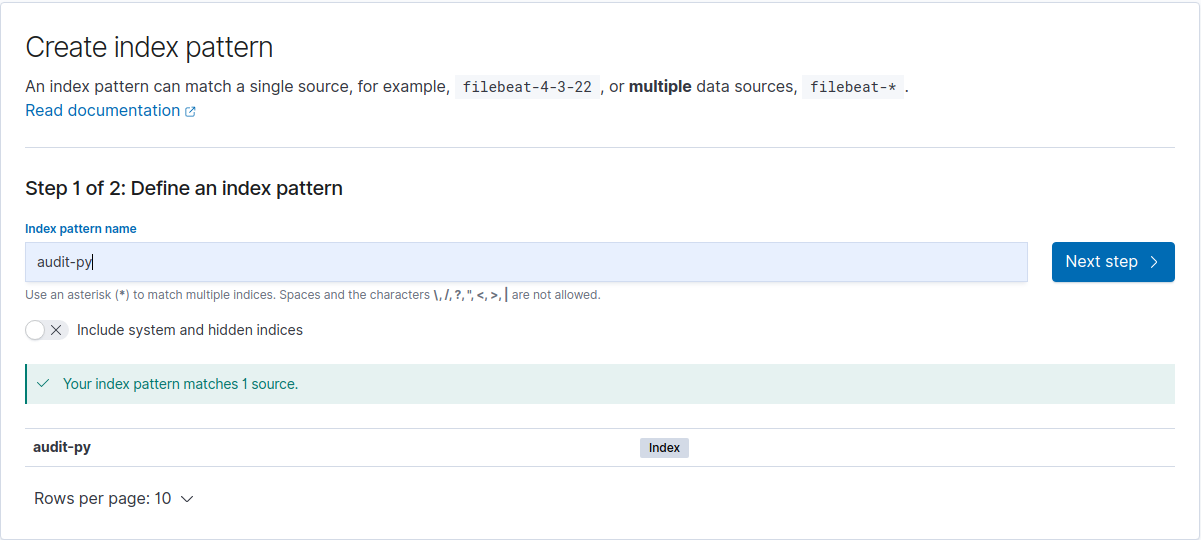 Create index pattern
An index pattern can match a single source, for example, filebeat-4-3-22 , or multiple data sources, filebeat-* .
Read documentation
Step 1 of 2: Define an index pattern
Index pattern name
audit-py
Next step
Use an asterisk (*) to match multiple indices. Spaces and the characters \, /, ?, ", <, >, | are not allowed.
Include system and hidden indices
Your index pattern matches 1 source.
audit-py Index
Rows per page: 10